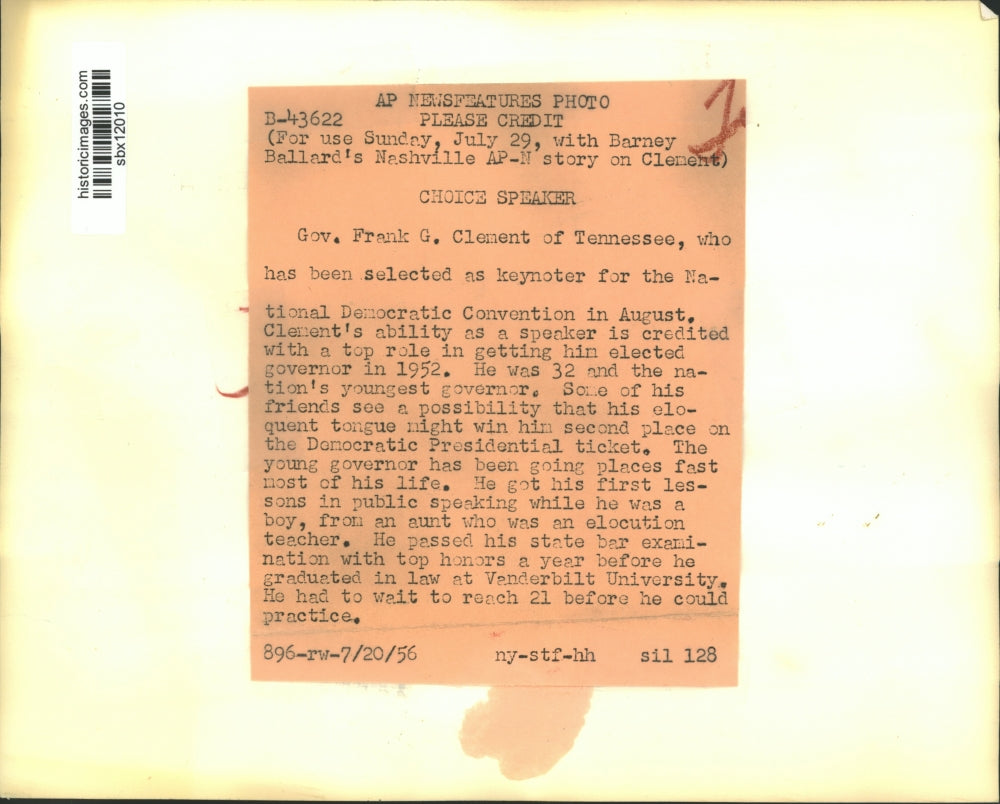 historicimages.com
sbx12010
AP NEWSFEATURES PHOTO
B-43622 PLEASE CREDIT
(For use Sunday, July 29, with Barney
Ballard's Nashville AP-N story on Clement)
CHOICE SPEAKER
Gov. Frank G. Clement of Tennessee, who
has been selected as keynoter for the Na-
tional Democratic Convention in August.
Clement's ability as a speaker is credited
with a top role in getting him elected
governor in 1952. He was 32 and the na-
tion's youngest governor. Some of his
friends see a possibility that his elo-
quent tongue might win him second place on
the Democratic Presidential ticket. The
young governor has been going places fast
most of his life. He got his first les-
sons in public speaking while he was a
boy, from an aunt who was an elocution
teacher. He passed his state bar exami-
nation with top honors a year before he
graduated in law at Vanderbilt University.
He had to wait to reach 21 before he could
practice.
896-rw-7/20/56 ny-stf-hh sil 128